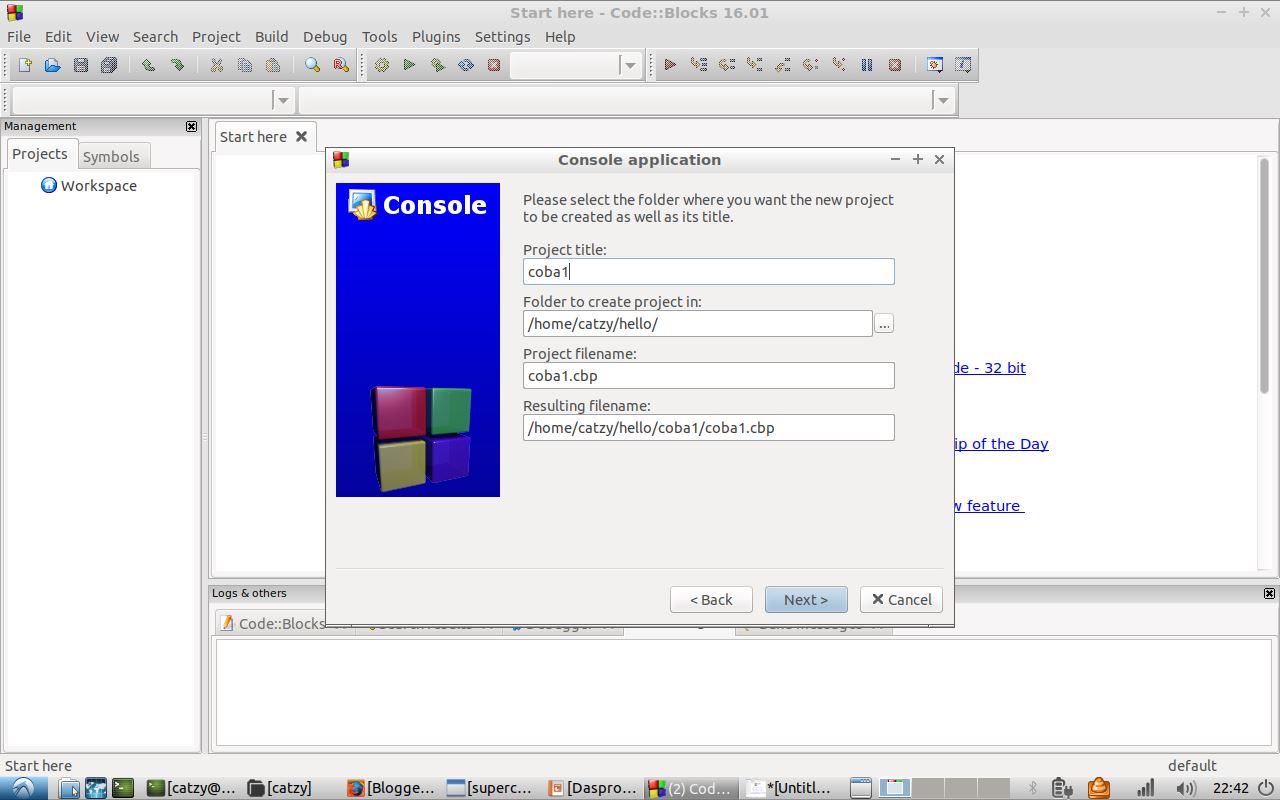 Start here - Code::Blocks 16.01
File Edit View Search Project Build Debug Tools Plugins Settings Help
Management
Projects Symbols
Workspace
Start here
Console application
Console
Please select the folder where you want the new project
to be created as well as its title.
Project title:
coba1
Folder to create project in:
/home/catzy/hello/
...
Project filename:
coba1.cbp
Resulting filename:
/home/catzy/hello/coba1/coba1.cbp
< Back Next > Cancel
de - 32 bit
ip of the Day
w feature
Logs & others
Code::Blocks
Start here
default
[catzy@... [catzy] [Blogge... [superc... [Daspro... (2) Cod... *[Untitl... 22:42